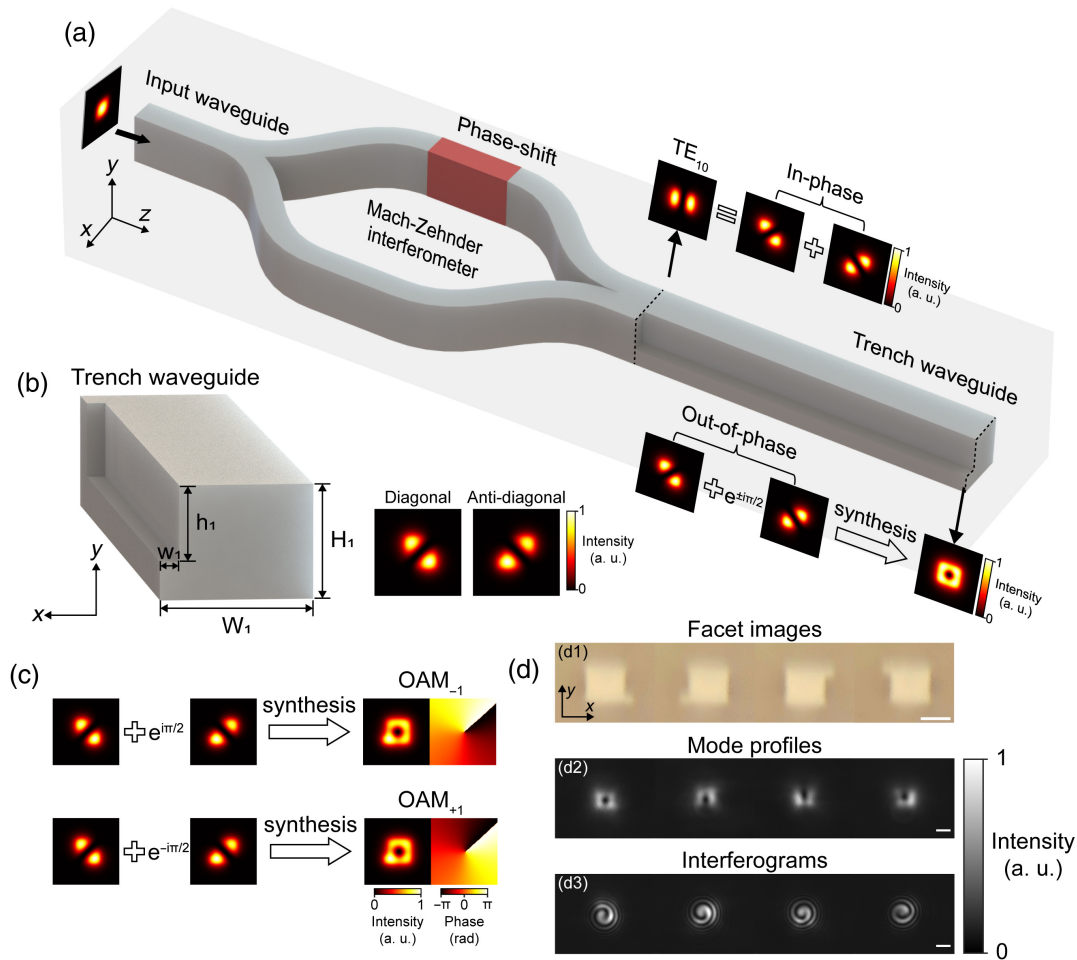 (a)
Input waveguide
Phase-shift
Mach-Zehnder
interferometer
y
x
z
TE10
In-phase
1
Intensity
(a. u.)
0
Trench waveguide
Out-of-phase
e±iπ/2
synthesis
1
Intensity
(a. u.)
0
(b)
Trench waveguide
h1
w1
H1
W1
y
x
Diagonal
Anti-diagonal
1
Intensity
(a. u.)
0
(c)
eiπ/2
synthesis
OAM−1
e−iπ/2
synthesis
OAM+1
0 1
Intensity
(a. u.)
−π 0 π
Phase
(rad)
(d)
Facet images
(d1)
y
x
Mode profiles
(d2)
Interferograms
(d3)
1
Intensity
(a. u.)
0